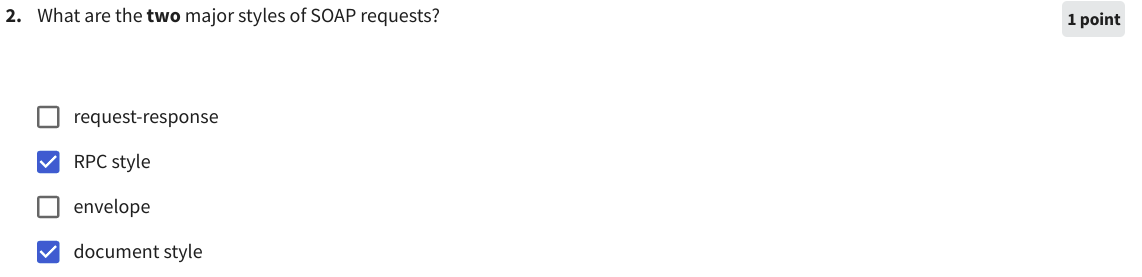 2. What are the two major styles of SOAP requests?
1 point
request-response
RPC style
envelope
document style